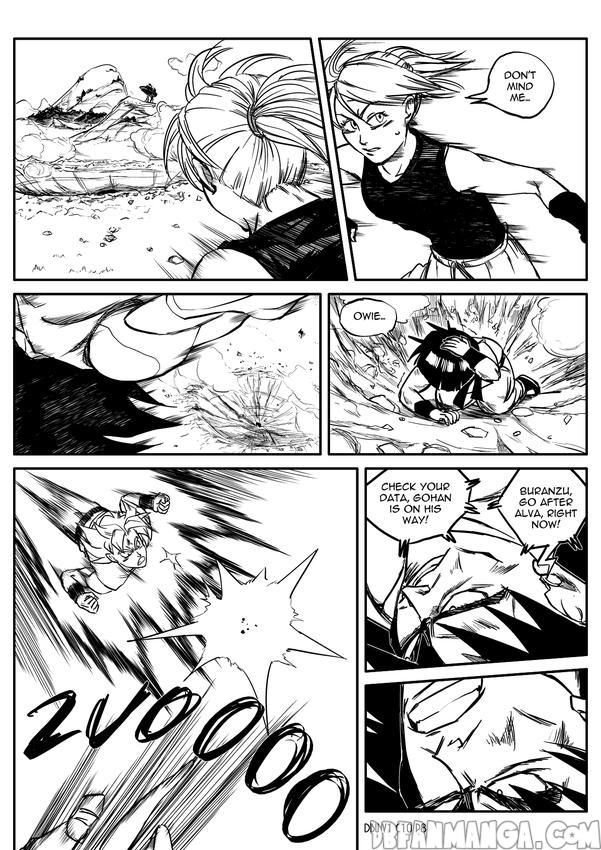 DON'T
MIND
ME...
OWIE...
CHECK YOUR
DATA, GOHAN
IS ON HIS
WAY!
BURANZU,
GO AFTER
ALVA, RIGHT
NOW!
ZUOOOOO
DBFANMANGA.COM